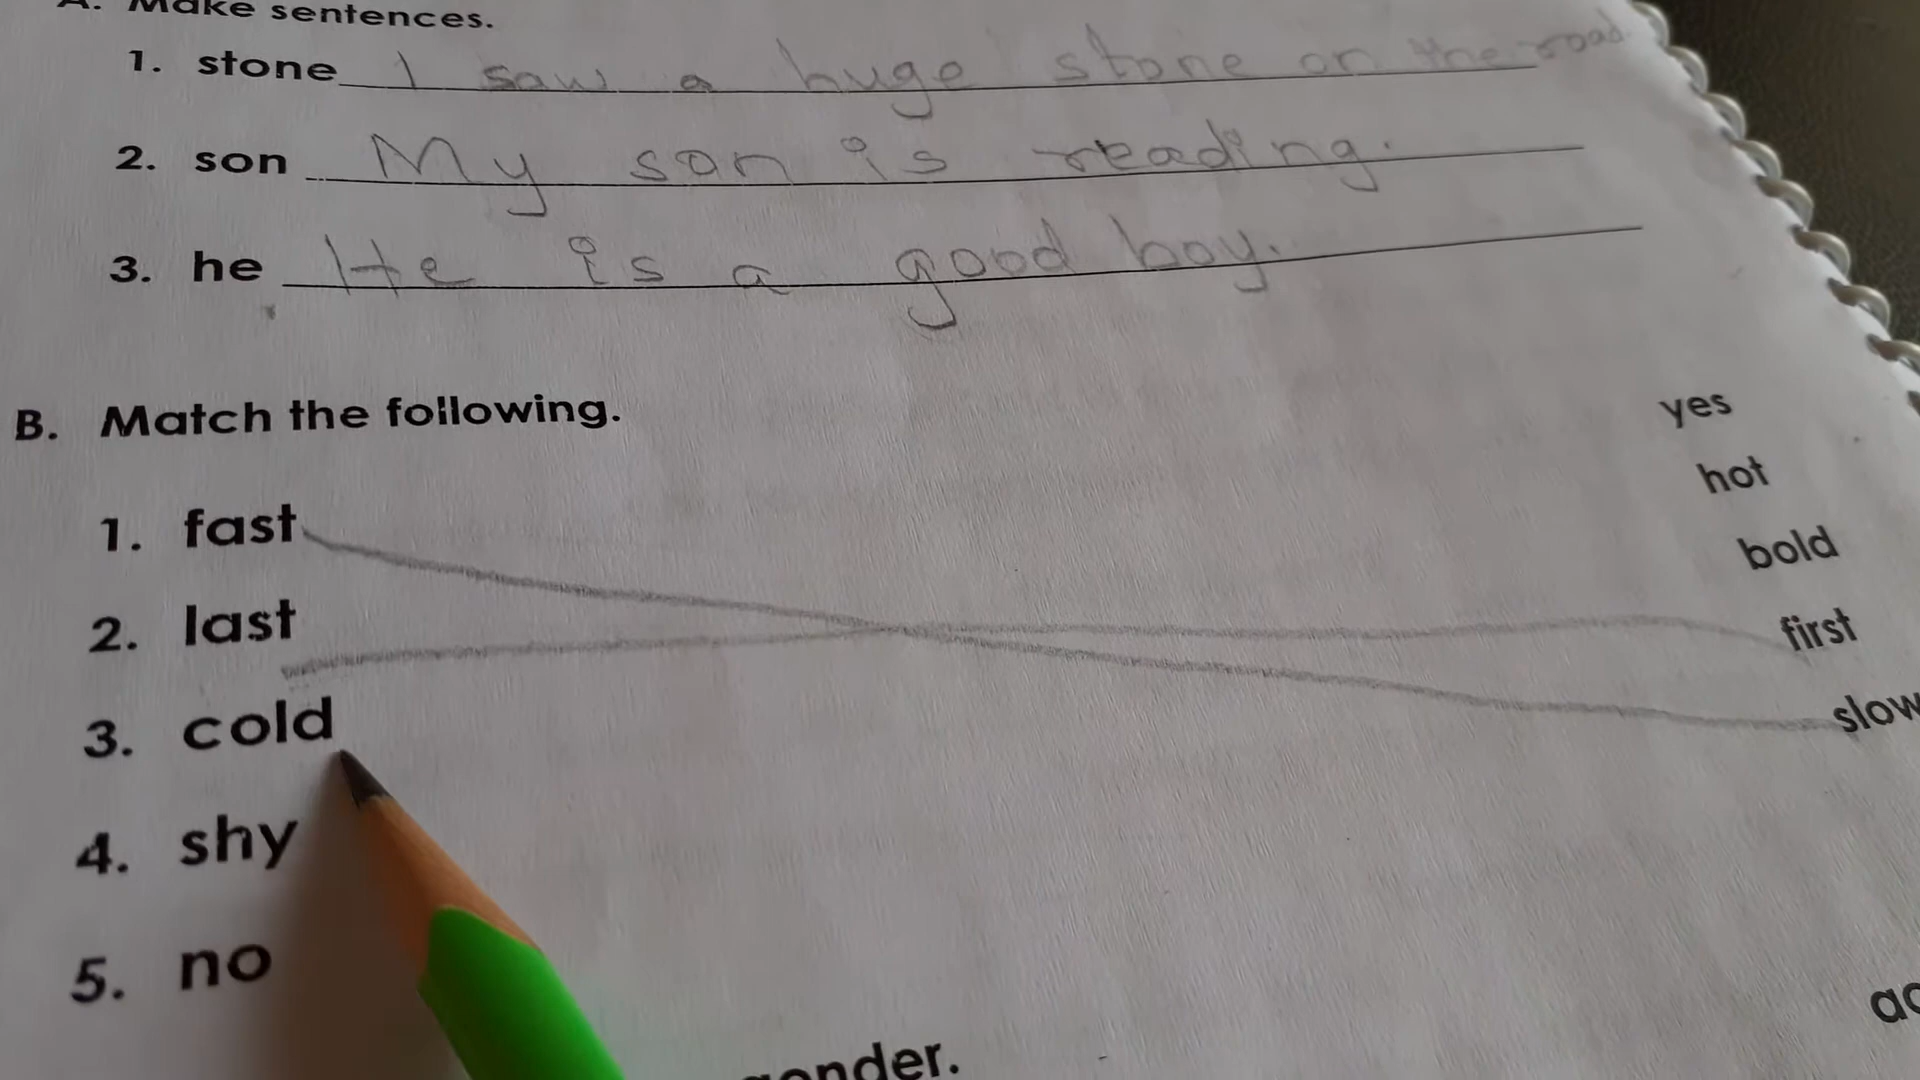 A. Make sentences.
1. stone I saw a huge stone on the road
2. son My son is reading.
3. he He is a good boy.
B. Match the following.
yes
hot
1. fast
bold
2. last
first
3. cold
slow
4. shy
5. no